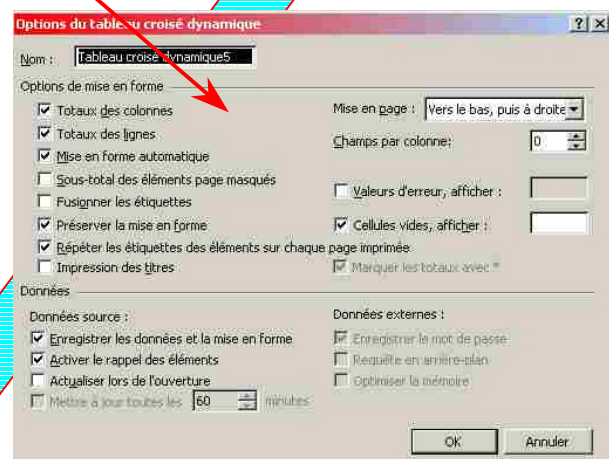 Options du tableau croisé dynamique
Nom : Tableau croisé dynamique5
Options de mise en forme
Totaux des colonnes
Mise en page : Vers le bas, puis à droite
Totaux des lignes
Champs par colonne: 0
Mise en forme automatique
Sous-total des éléments page masqués
Valeurs d'erreur, afficher :
Fusionner les étiquettes
Préserver la mise en forme
Cellules vides, afficher :
Répéter les étiquettes des éléments sur chaque page imprimée
Impression des titres
Marquer les totaux avec *
Données
Données source :
Données externes :
Enregistrer les données et la mise en forme
Enregistrer le mot de passe
Activer le rappel des éléments
Requête en arrière-plan
Actualiser lors de l'ouverture
Optimiser la mémoire
Mettre à jour toutes les 60 minutes
OK
Annuler